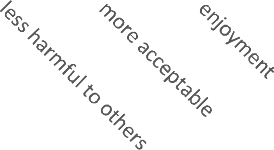 less harmful to others
more acceptable
enjoyment